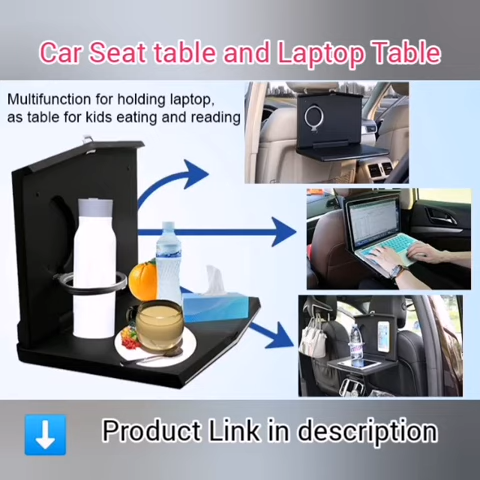 Car Seat table and Laptop Table
Multifunction for holding laptop,
as table for kids eating and reading
Product Link in description